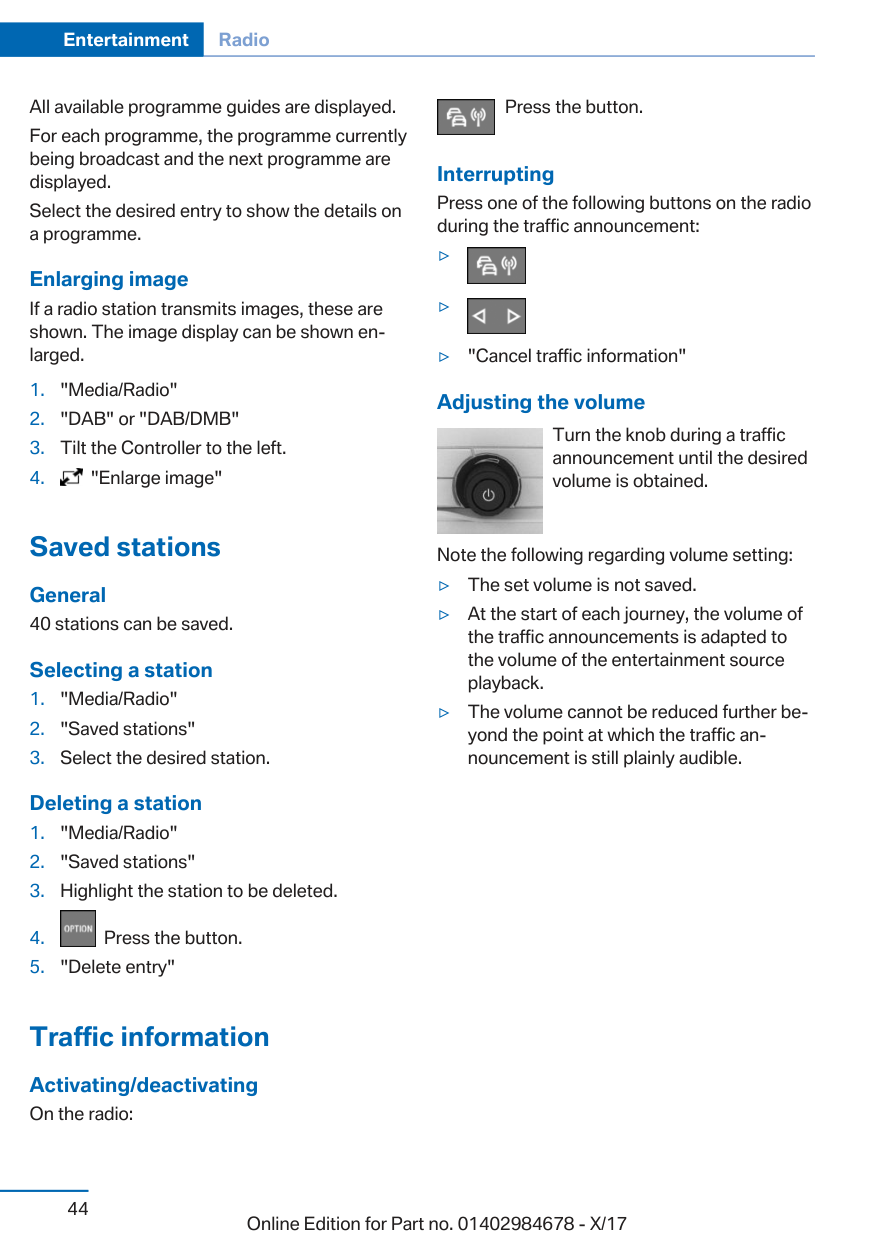 Entertainment Radio
All available programme guides are displayed.
For each programme, the programme currently
being broadcast and the next programme are
displayed.
Select the desired entry to show the details on
a programme.
Enlarging image
If a radio station transmits images, these are
shown. The image display can be shown en-
larged.
1. "Media/Radio"
2. "DAB" or "DAB/DMB"
3. Tilt the Controller to the left.
4. "Enlarge image"
Saved stations
General
40 stations can be saved.
Selecting a station
1. "Media/Radio"
2. "Saved stations"
3. Select the desired station.
Deleting a station
1. "Media/Radio"
2. "Saved stations"
3. Highlight the station to be deleted.
4. OPTION Press the button.
5. "Delete entry"
Traffic information
Activating/deactivating
On the radio:
Press the button.
Interrupting
Press one of the following buttons on the radio
during the traffic announcement:
"Cancel traffic information"
Adjusting the volume
Turn the knob during a traffic
announcement until the desired
volume is obtained.
Note the following regarding volume setting:
The set volume is not saved.
At the start of each journey, the volume of
the traffic announcements is adapted to
the volume of the entertainment source
playback.
The volume cannot be reduced further be-
yond the point at which the traffic an-
nouncement is still plainly audible.
44
Online Edition for Part no. 01402984678 - X/17